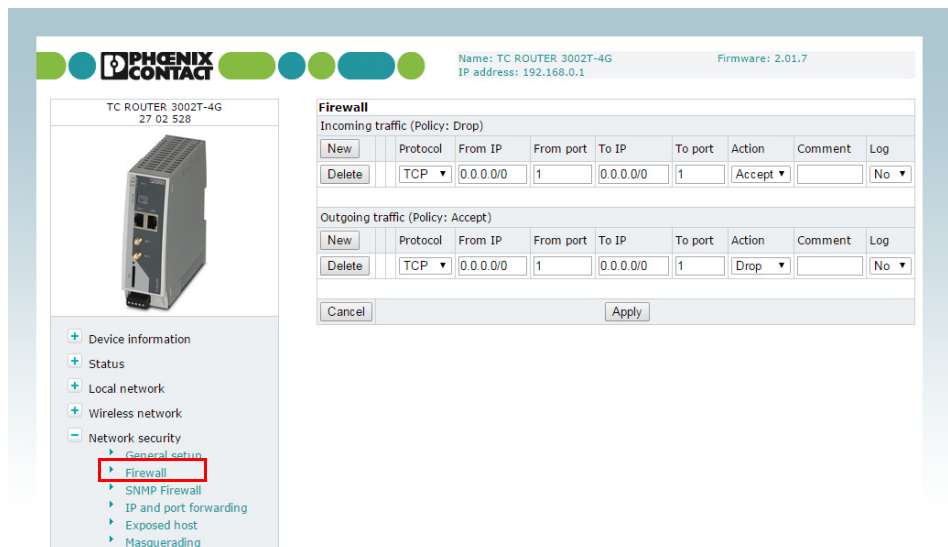 PHŒNIX
CONTACT
Name: TC ROUTER 3002T-4G
Firmware: 2.01.7
IP address: 192.168.0.1
TC ROUTER 3002T-4G
27 02 528
Firewall
Incoming traffic (Policy: Drop)
New Protocol From IP From port To IP To port Action Comment Log
Delete TCP 0.0.0.0/0 1 0.0.0.0/0 1 Accept No
Outgoing traffic (Policy: Accept)
New Protocol From IP From port To IP To port Action Comment Log
Delete TCP 0.0.0.0/0 1 0.0.0.0/0 1 Drop No
Cancel Apply
Device information
Status
Local network
Wireless network
Network security
General setup
Firewall
SNMP Firewall
IP and port forwarding
Exposed host
Masquerading